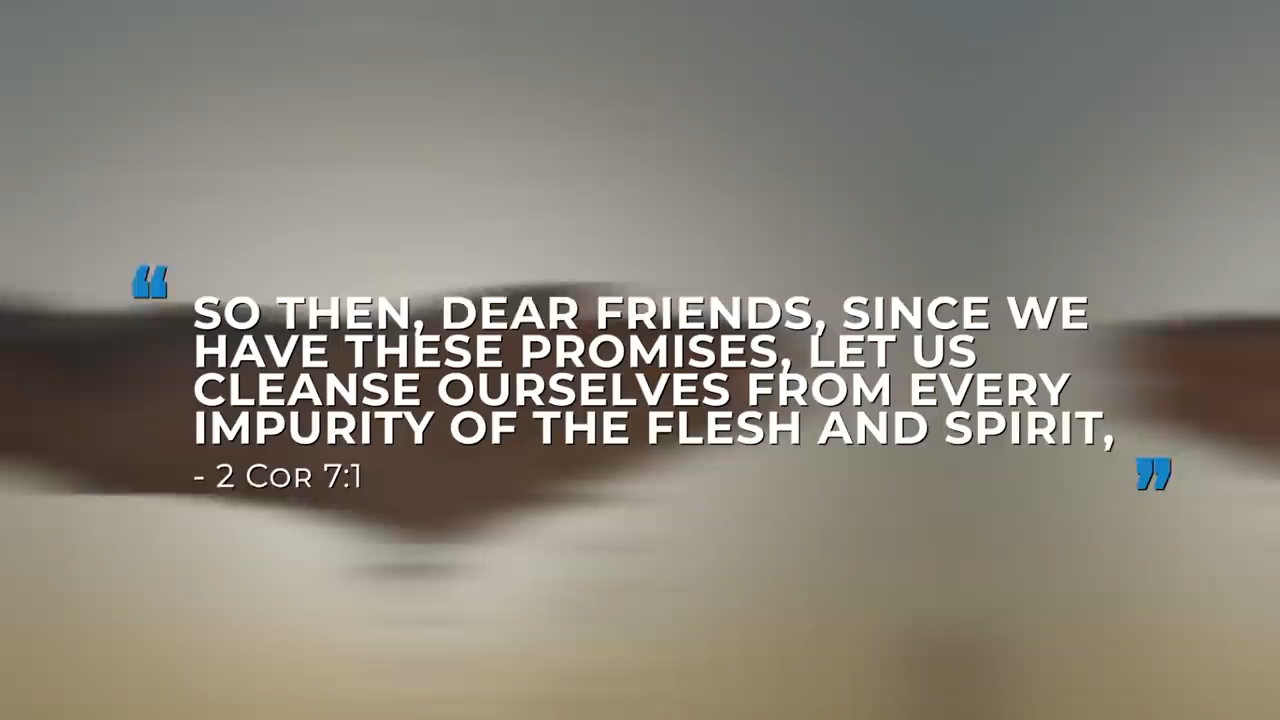 “
SO THEN, DEAR FRIENDS, SINCE WE
HAVE THESE PROMISES, LET US
CLEANSE OURSELVES FROM EVERY
IMPURITY OF THE FLESH AND SPIRIT,
- 2 COR 7:1
”